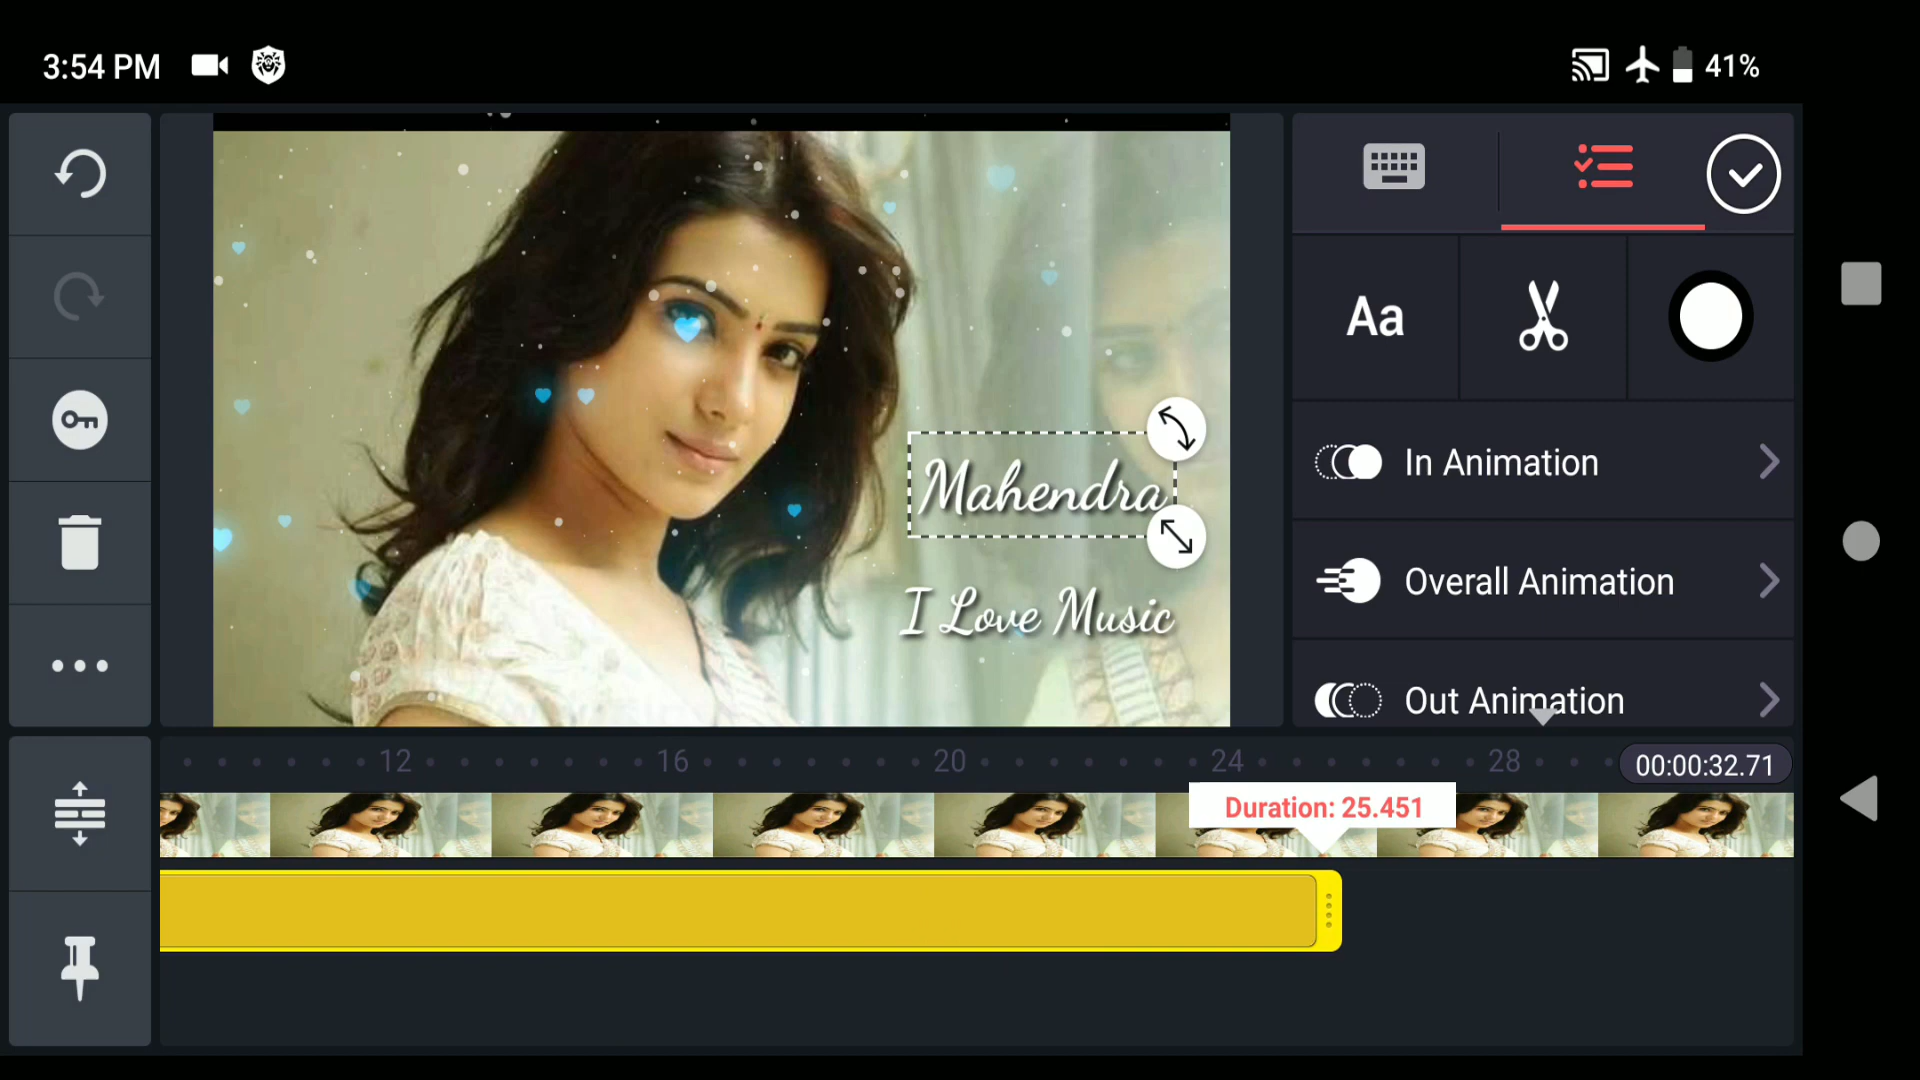 3:54 PM
41%
Aa
In Animation
Mahendra
Overall Animation
I Love Music
Out Animation
12 16 20 24 28
00:00:32.71
Duration: 25.451